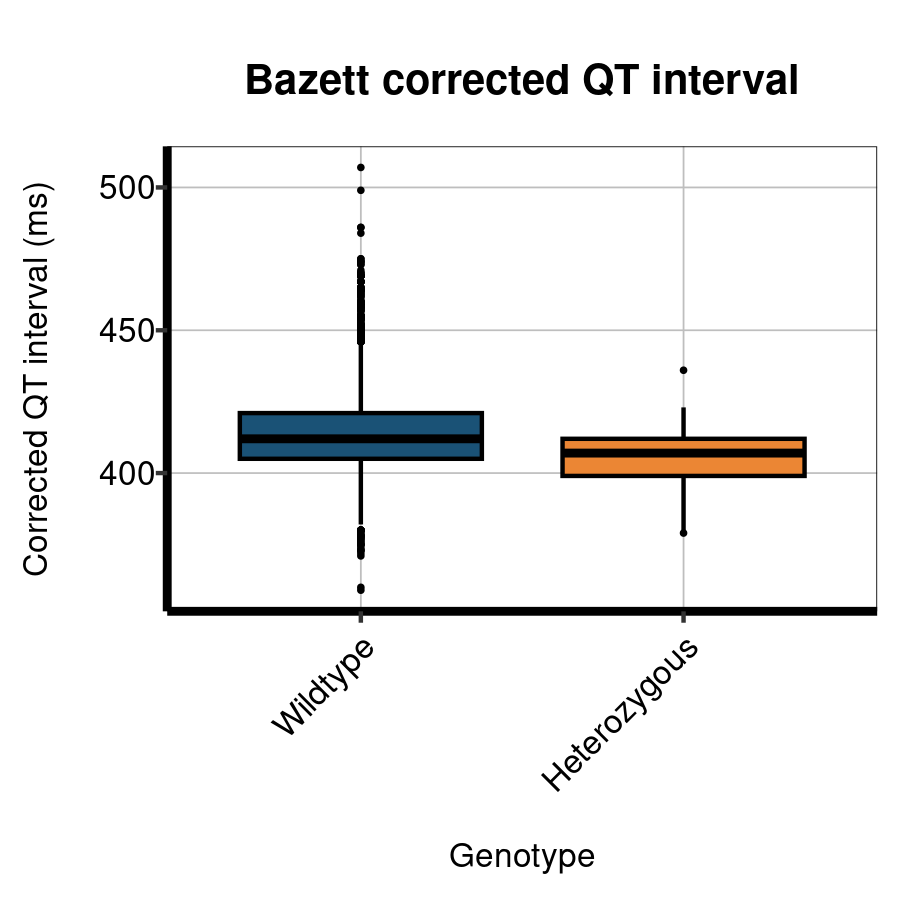 Bazett corrected QT interval
Corrected QT interval (ms)
500
450
400
Wildtype
Heterozygous
Genotype